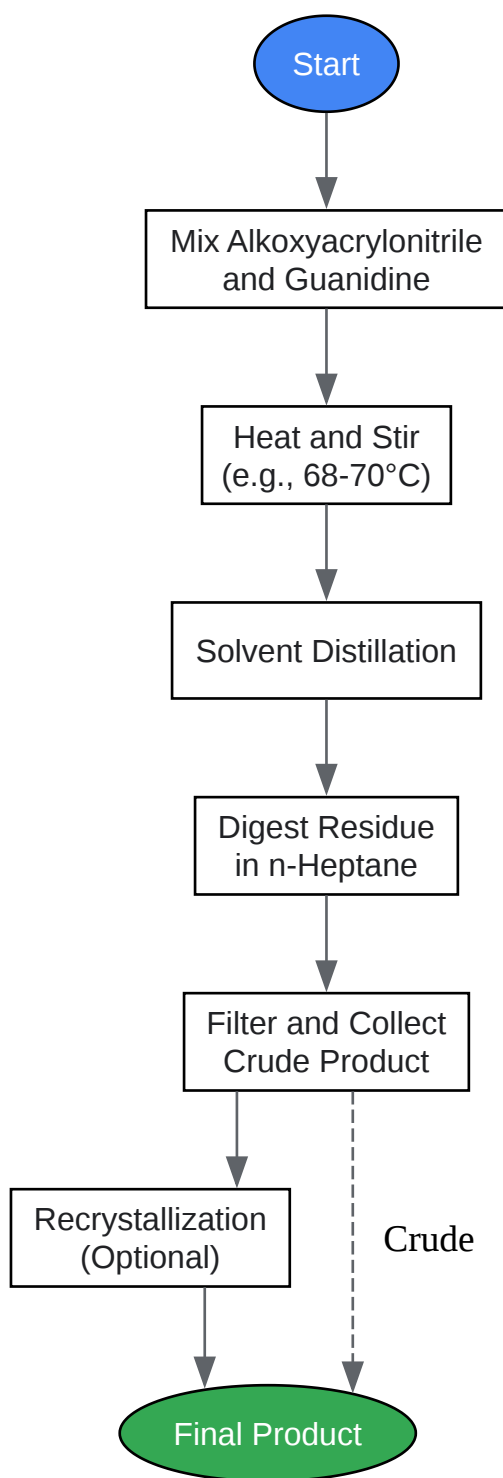 Start
Mix Alkoxyacrylonitrile
and Guanidine
Heat and Stir
(e.g., 68-70°C)
Solvent Distillation
Digest Residue
in n-Heptane
Filter and Collect
Crude Product
Recrystallization
(Optional)
Crude
Final Product